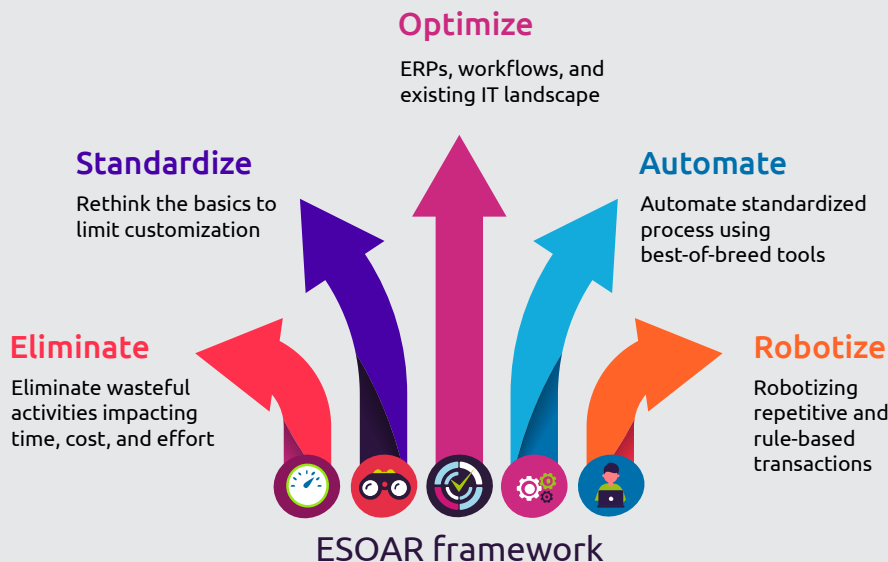 Optimize
ERPs, workflows, and
existing IT landscape
Standardize
Rethink the basics to
limit customization
Automate
Automate standardized
process using
best-of-breed tools
Eliminate
Eliminate wasteful
activities impacting
time, cost, and effort
Robotize
Robotizing
repetitive and
rule-based
transactions
ESOAR framework